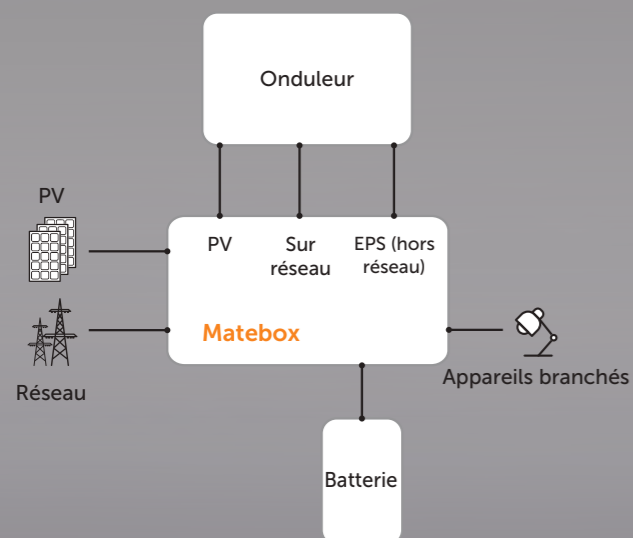 Onduleur
PV
PV
Sur
réseau
EPS (hors
réseau)
Matebox
Réseau
Appareils branchés
Batterie